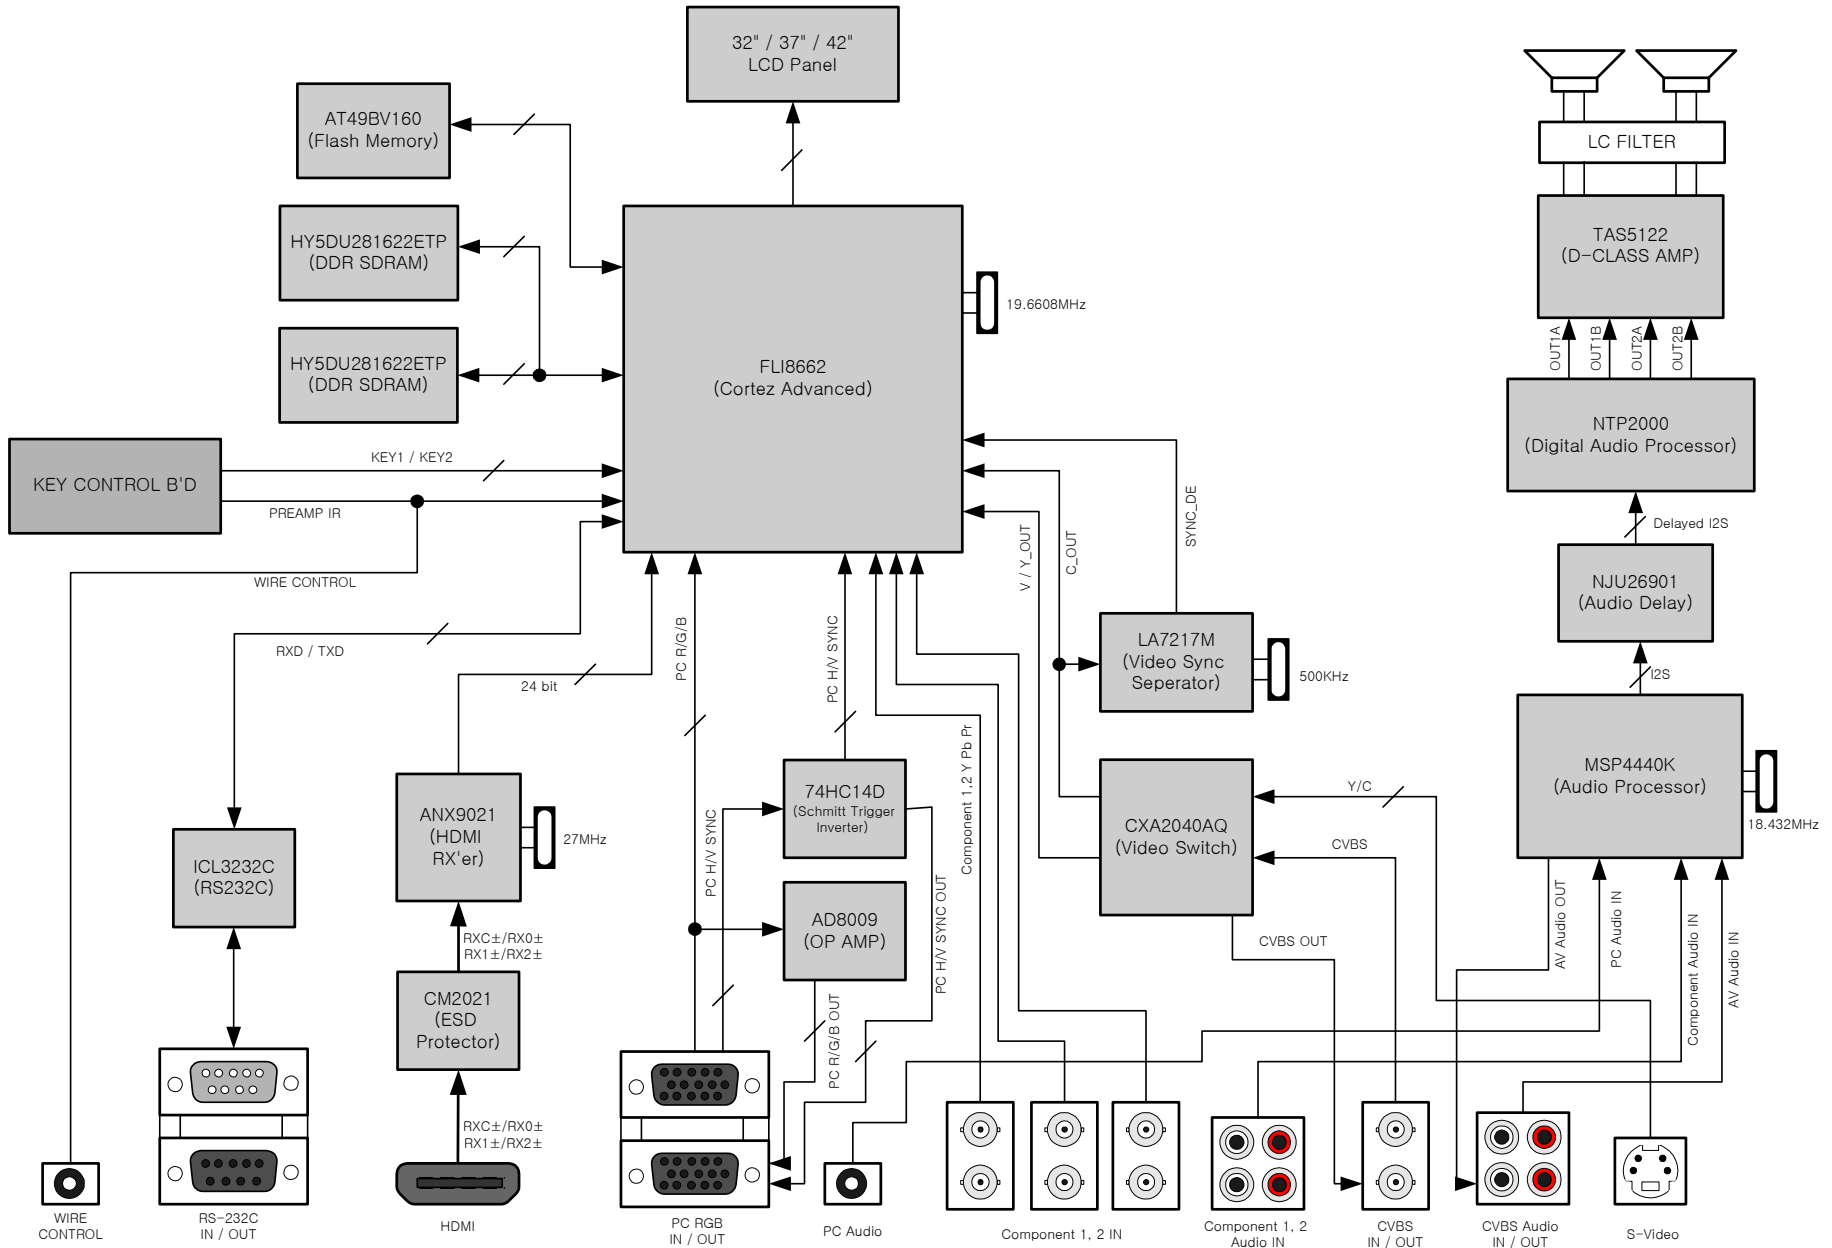 32" / 37" / 42"
LCD Panel
AT49BV160
(Flash Memory)
LC FILTER
HY5DU281622ETP
(DDR SDRAM)
TAS5122
(D-CLASS AMP)
19.6608MHz
OUT1A
OUT1B
OUT2A
OUT2B
HY5DU281622ETP
(DDR SDRAM)
FLI8662
(Cortez Advanced)
NTP2000
(Digital Audio Processor)
KEY CONTROL B'D
KEY1 / KEY2
PREAMP IR
WIRE CONTROL
RXD / TXD
24 bit
PC R/G/B
PC H/V SYNC
V / Y_OUT
C_OUT
SYNC_DE
Delayed I2S
NJU26901
(Audio Delay)
LA7217M
(Video Sync
Seperator)
500KHz
I2S
MSP4440K
(Audio Processor)
18.432MHz
ANX9021
(HDMI
RX'er)
27MHz
74HC14D
(Schmitt Trigger
Inverter)
Component 1,2 Y Pb Pr
CXA2040AQ
(Video Switch)
Y/C
CVBS
ICL3232C
(RS232C)
PC H/V SYNC
AD8009
(OP AMP)
PC H/V SYNC OUT
CVBS OUT
AV Audio OUT
PC Audio IN
Component Audio IN
AV Audio IN
RXC±/RX0±
RX1±/RX2±
CM2021
(ESD
Protector)
PC R/G/B OUT
RXC±/RX0±
RX1±/RX2±
WIRE
CONTROL
RS-232C
IN / OUT
HDMI
PC RGB
IN / OUT
PC Audio
Component 1, 2 IN
Component 1, 2
Audio IN
CVBS
IN / OUT
CVBS Audio
IN / OUT
S-Video